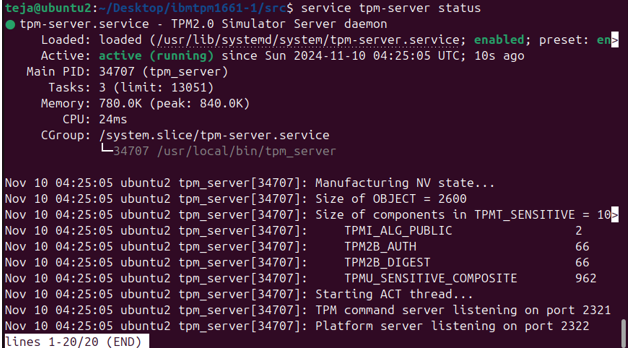 teja@ubuntu2:~/Desktop/ibmtpm1661-1/src$ service tpm-server status
● tpm-server.service - TPM2.0 Simulator Server daemon
     Loaded: loaded (/usr/lib/systemd/system/tpm-server.service; enabled; preset: en>
     Active: active (running) since Sun 2024-11-10 04:25:05 UTC; 10s ago
   Main PID: 34707 (tpm_server)
      Tasks: 3 (limit: 13051)
     Memory: 780.0K (peak: 840.0K)
        CPU: 24ms
     CGroup: /system.slice/tpm-server.service
             └─34707 /usr/local/bin/tpm_server

Nov 10 04:25:05 ubuntu2 tpm_server[34707]: Manufacturing NV state...
Nov 10 04:25:05 ubuntu2 tpm_server[34707]: Size of OBJECT = 2600
Nov 10 04:25:05 ubuntu2 tpm_server[34707]: Size of components in TPMT_SENSITIVE = 10>
Nov 10 04:25:05 ubuntu2 tpm_server[34707]:     TPMI_ALG_PUBLIC                 2
Nov 10 04:25:05 ubuntu2 tpm_server[34707]:     TPM2B_AUTH                      66
Nov 10 04:25:05 ubuntu2 tpm_server[34707]:     TPM2B_DIGEST                    66
Nov 10 04:25:05 ubuntu2 tpm_server[34707]:     TPMU_SENSITIVE_COMPOSITE        962
Nov 10 04:25:05 ubuntu2 tpm_server[34707]: Starting ACT thread...
Nov 10 04:25:05 ubuntu2 tpm_server[34707]: TPM command server listening on port 2321
Nov 10 04:25:05 ubuntu2 tpm_server[34707]: Platform server listening on port 2322
lines 1-20/20 (END)